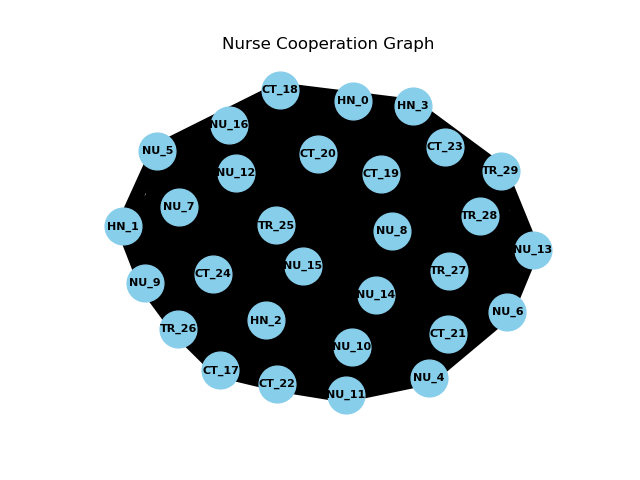 Nurse Cooperation Graph
CT_18
HN_0
HN_3
NU_16
CT_23
NU_5
CT_20
TR_29
NU_12
CT_19
NU_7
TR_28
HN_1
TR_25
NU_8
NU_13
NU_15
TR_27
CT_24
NU_9
NU_14
NU_6
HN_2
TR_26
CT_21
NU_10
CT_17
NU_4
CT_22
NU_11